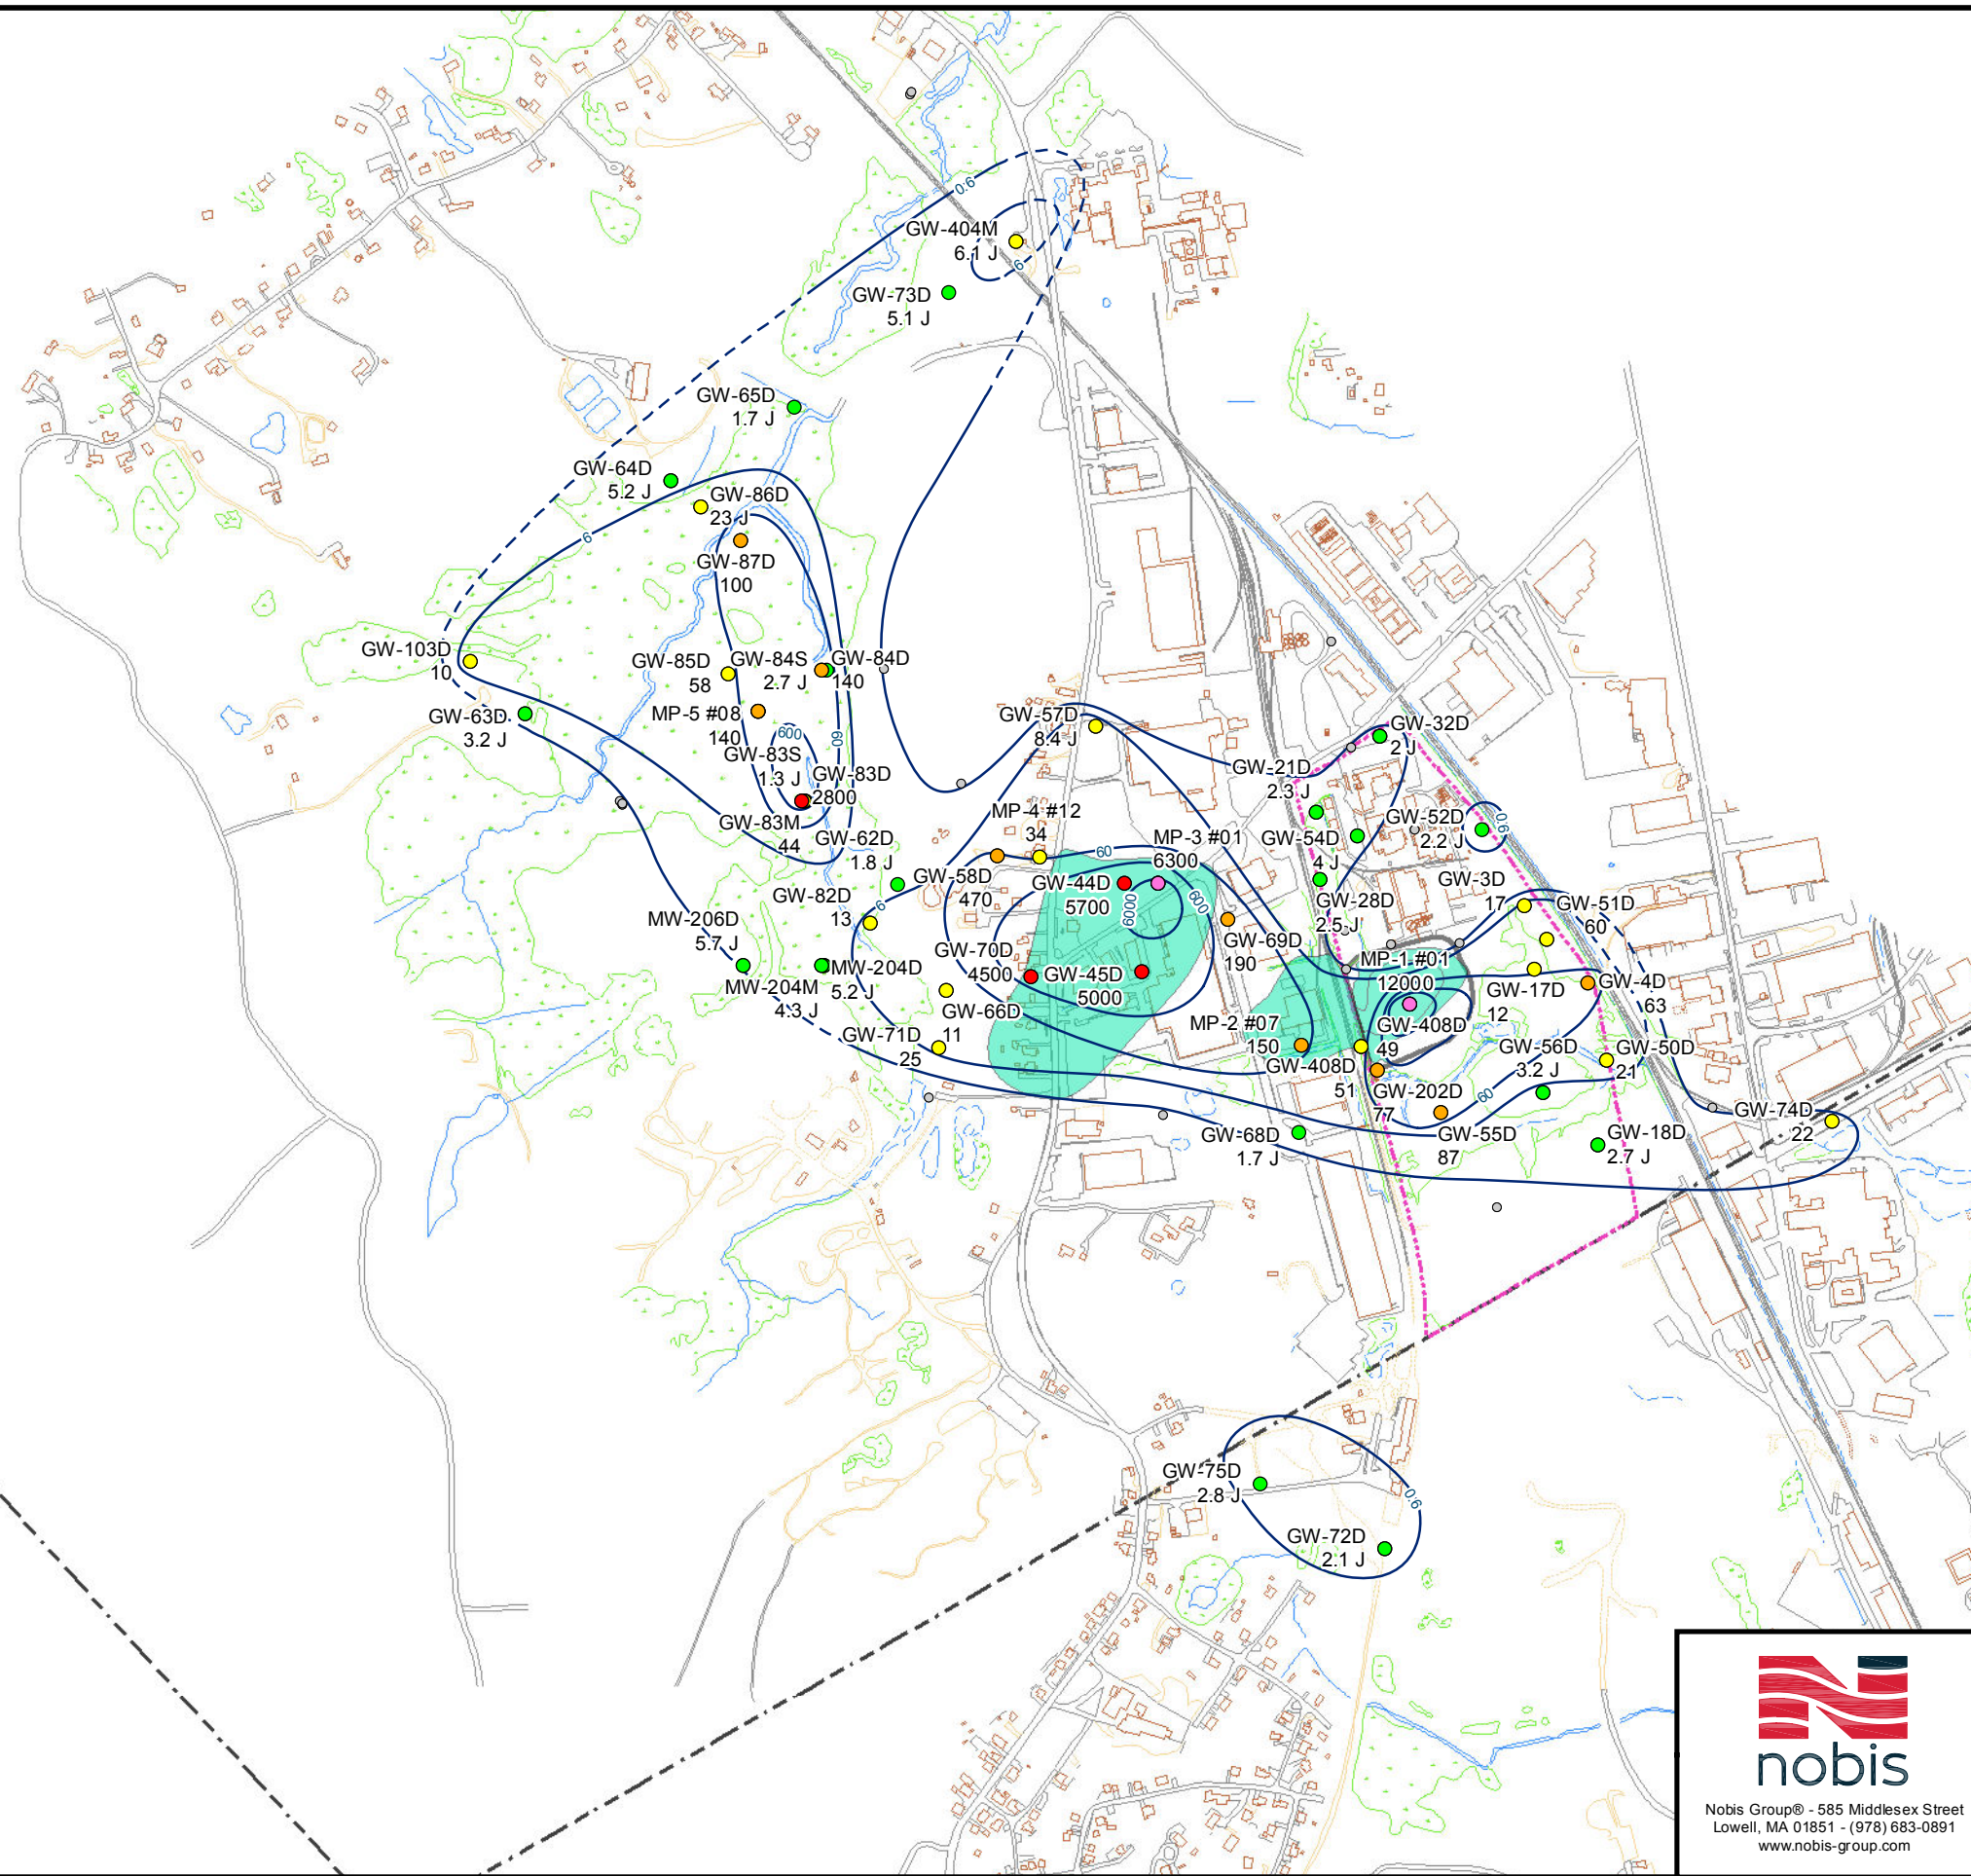 0.6
GW-404M
6.1 J
6
GW-73D
5.1 J
GW-65D
1.7 J
GW-64D
5.2 J
GW-86D
23 J
6
GW-87D
100
GW-103D
10
GW-85D
58
GW-84S
2.7 J
GW-84D
140
GW-63D
3.2 J
MP-5 #08
140
600
60
GW-83S
1.3 J
GW-83D
2800
GW-83M
44
GW-57D
8.4 J
GW-32D
2 J
GW-21D
2.3 J
GW-54D
4 J
GW-52D
2.2 J
0.6
MP-4 #12
34
60
MP-3 #01
6300
GW-62D
1.8 J
GW-58D
470
GW-44D
5700
6000
600
GW-3D
17
GW-28D
2.5 J
GW-51D
60
GW-82D
13
6
MW-206D
5.7 J
GW-69D
190
GW-70D
4500
GW-45D
5000
MW-204D
5.2 J
MW-204M
4.3 J
MP-1 #01
12000
GW-17D
12
GW-4D
63
GW-66D
11
GW-71D
25
MP-2 #07
150
GW-408D
49
GW-408D
51
GW-56D
3.2 J
GW-50D
21
GW-202D
77
60
GW-55D
87
GW-74D
22
GW-68D
1.7 J
GW-18D
2.7 J
GW-75D
2.8 J
0.6
GW-72D
2.1 J
nobis
Nobis Group® - 585 Middlesex Street
Lowell, MA 01851 - (978) 683-0891
www.nobis-group.com